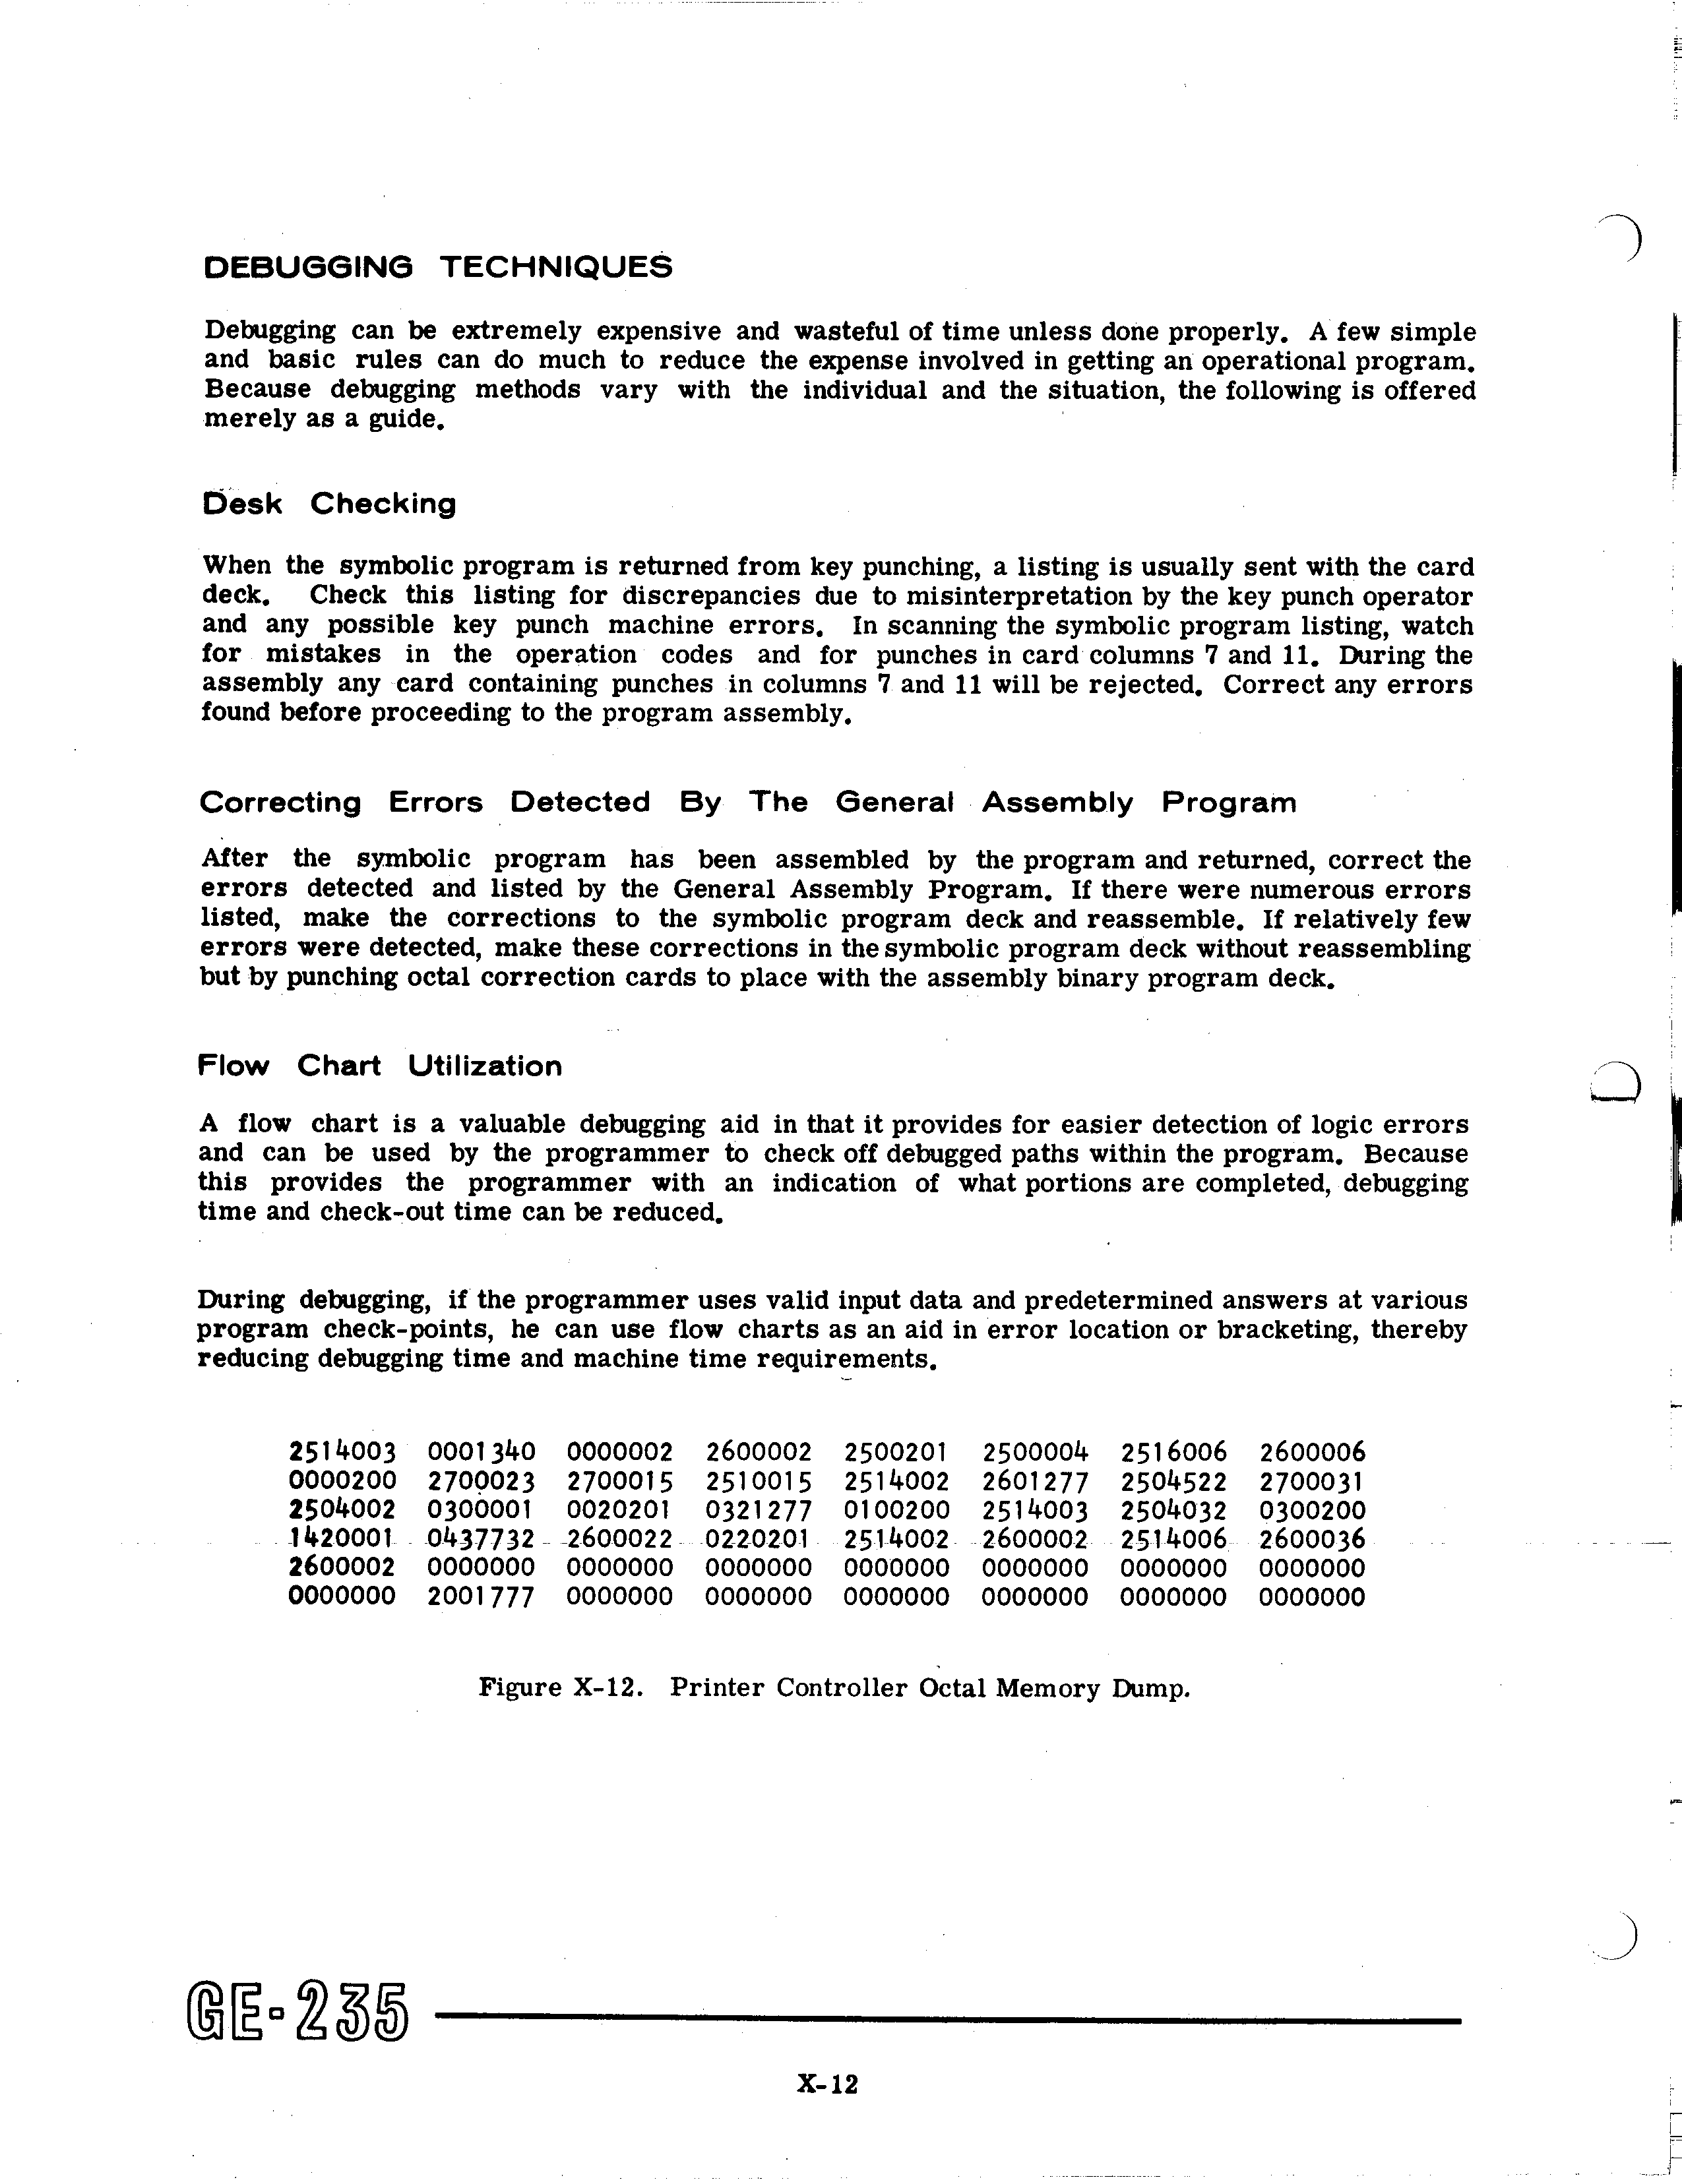 DEBUGGING TECHNIQUES
Debugging can be extremely expensive and wasteful of time unless done properly. A few simple
and basic rules can do much to reduce the expense involved in getting an operational program.
Because debugging methods vary with the individual and the situation, the following is offered
merely as a guide.
Desk Checking
When the symbolic program is returned from key punching, a listing is usually sent with the card
deck. Check this listing for discrepancies due to misinterpretation by the key punch operator
and any possible key punch machine errors. In scanning the symbolic program listing, watch
for mistakes in the operation codes and for punches in card columns 7 and 11. During the
assembly any card containing punches in columns 7 and 11 will be rejected. Correct any errors
found before proceeding to the program assembly.
Correcting Errors Detected By The General Assembly Program
After the symbolic program has been assembled by the program and returned, correct the
errors detected and listed by the General Assembly Program. If there were numerous errors
listed, make the corrections to the symbolic program deck and reassemble. If relatively few
errors were detected, make these corrections in the symbolic program deck without reassembling
but by punching octal correction cards to place with the assembly binary program deck.
Flow Chart Utilization
A flow chart is a valuable debugging aid in that it provides for easier detection of logic errors
and can be used by the programmer to check off debugged paths within the program. Because
this provides the programmer with an indication of what portions are completed, debugging
time and check-out time can be reduced.
During debugging, if the programmer uses valid input data and predetermined answers at various
program check-points, he can use flow charts as an aid in error location or bracketing, thereby
reducing debugging time and machine time requirements.
2514003 0001340 0000002 2600002 2500201 2500004 2516006 2600006
0000200 2700023 2700015 2510015 2514002 2601277 2504522 2700031
2504002 0300001 0020201 0321277 0100200 2514003 2504032 0300200
1420001 0437732 2600022 0220201 2514002 2600002 2514006 2600036
2600002 0000000 0000000 0000000 0000000 0000000 0000000 0000000
0000000 2001777 0000000 0000000 0000000 0000000 0000000 0000000
Figure X-12. Printer Controller Octal Memory Dump.
GE-235
X-12